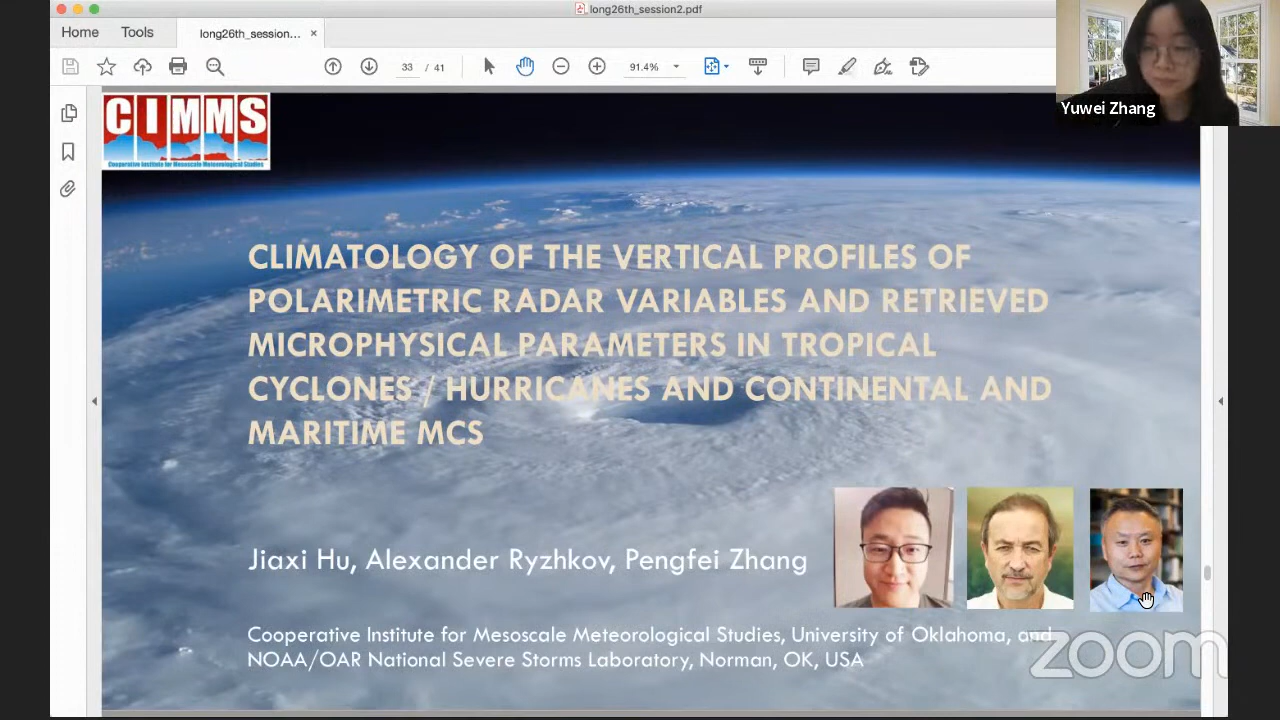 long26th_session2.pdf
Home
Tools
long26th_session...
×
33 / 41
91.4%
Yuwei Zhang
CIMMS
Cooperative Institute for Mesoscale Meteorological Studies
CLIMATOLOGY OF THE VERTICAL PROFILES OF
POLARIMETRIC RADAR VARIABLES AND RETRIEVED
MICROPHYSICAL PARAMETERS IN TROPICAL
CYCLONES / HURRICANES AND CONTINENTAL AND
MARITIME MCS
Jiaxi Hu, Alexander Ryzhkov, Pengfei Zhang
Cooperative Institute for Mesoscale Meteorological Studies, University of Oklahoma, and
NOAA/OAR National Severe Storms Laboratory, Norman, OK, USA
zoom